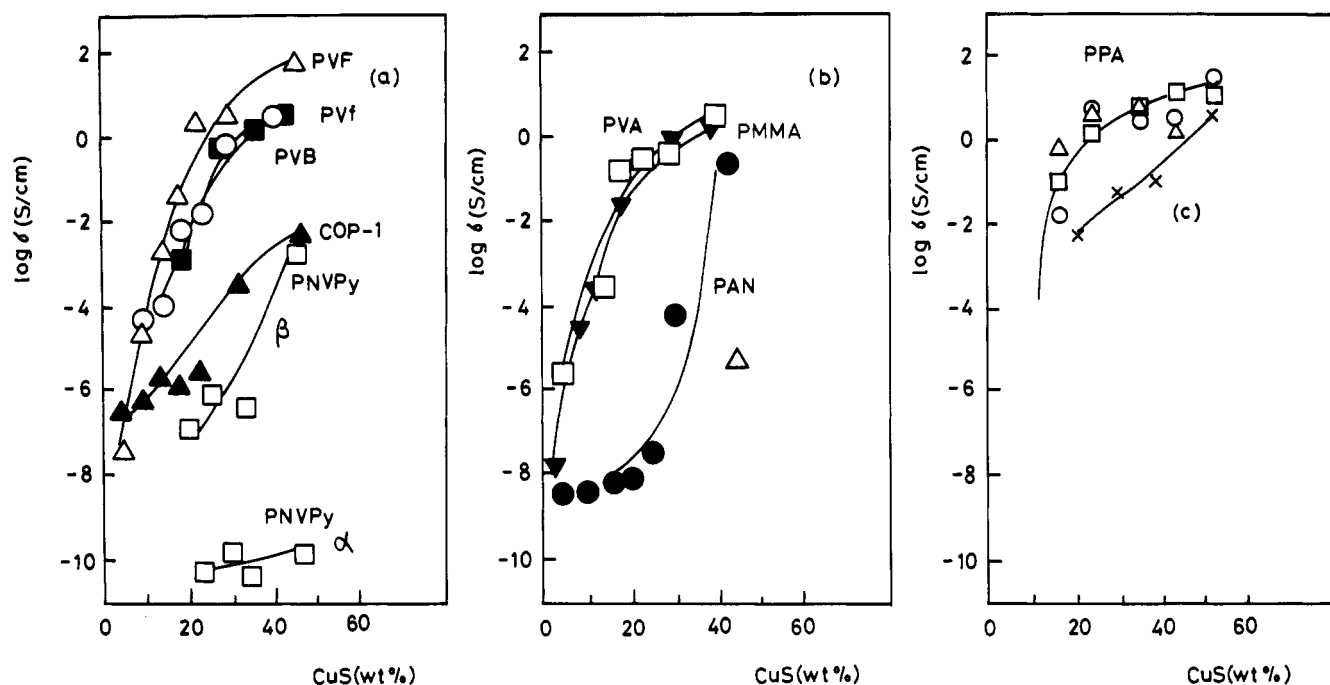 (a)
PVF
PVf
PVB
COP-1
PNVPy
β
PNVPy
α
2
0
-2
-4
-6
-8
-10
log σ (S/cm)
0 20 40 60
CuS(wt%)
(b)
PVA
PMMA
PAN
2
0
-2
-4
-6
-8
-10
log σ (S/cm)
0 20 40 60
CuS(wt%)
PPA
(c)
2
0
-2
-4
-6
-8
-10
log σ (S/cm)
0 20 40 60
CuS(wt%)